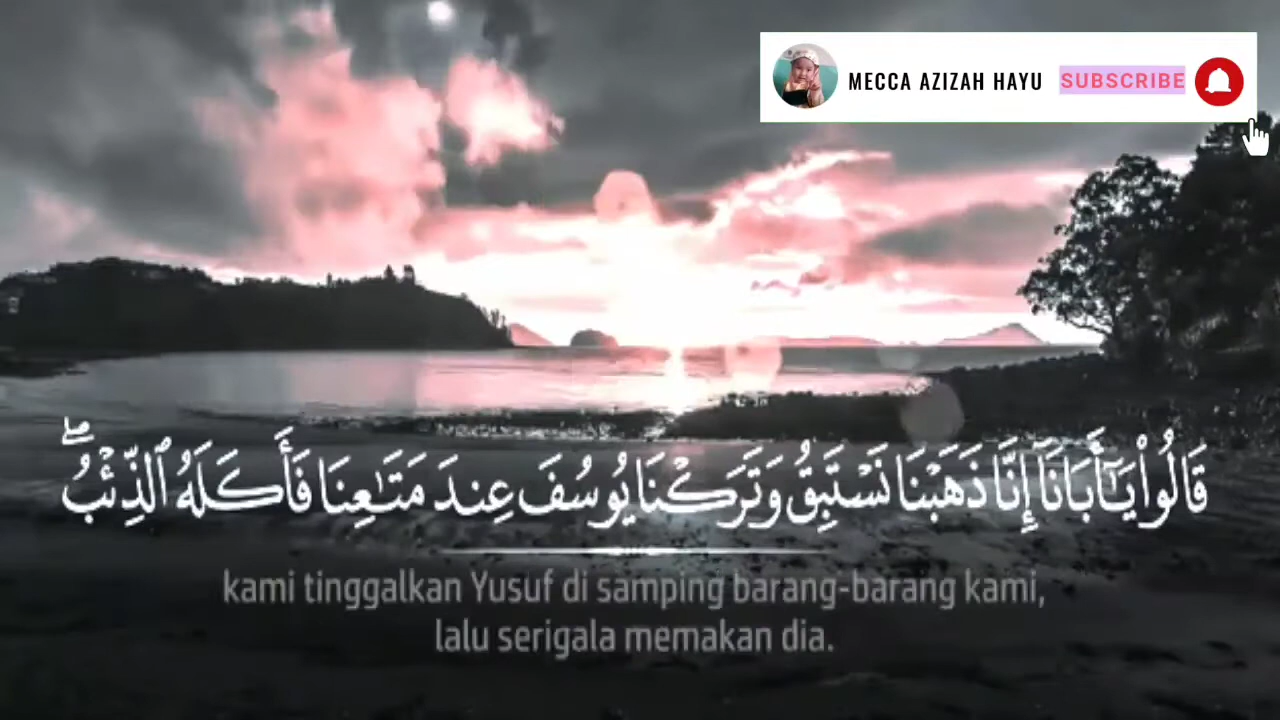 MECCA AZIZAH HAYU SUBSCRIBE
قَالُوا۟ يَـٰٓأَبَانَآ إِنَّا ذَهَبْنَا نَسْتَبِقُ وَتَرَكْنَا يُوسُفَ عِندَ مَتَـٰعِنَا فَأَكَلَهُ ٱلذِّئْبُ ۖ
kami tinggalkan Yusuf di samping barang-barang kami,
lalu serigala memakan dia.